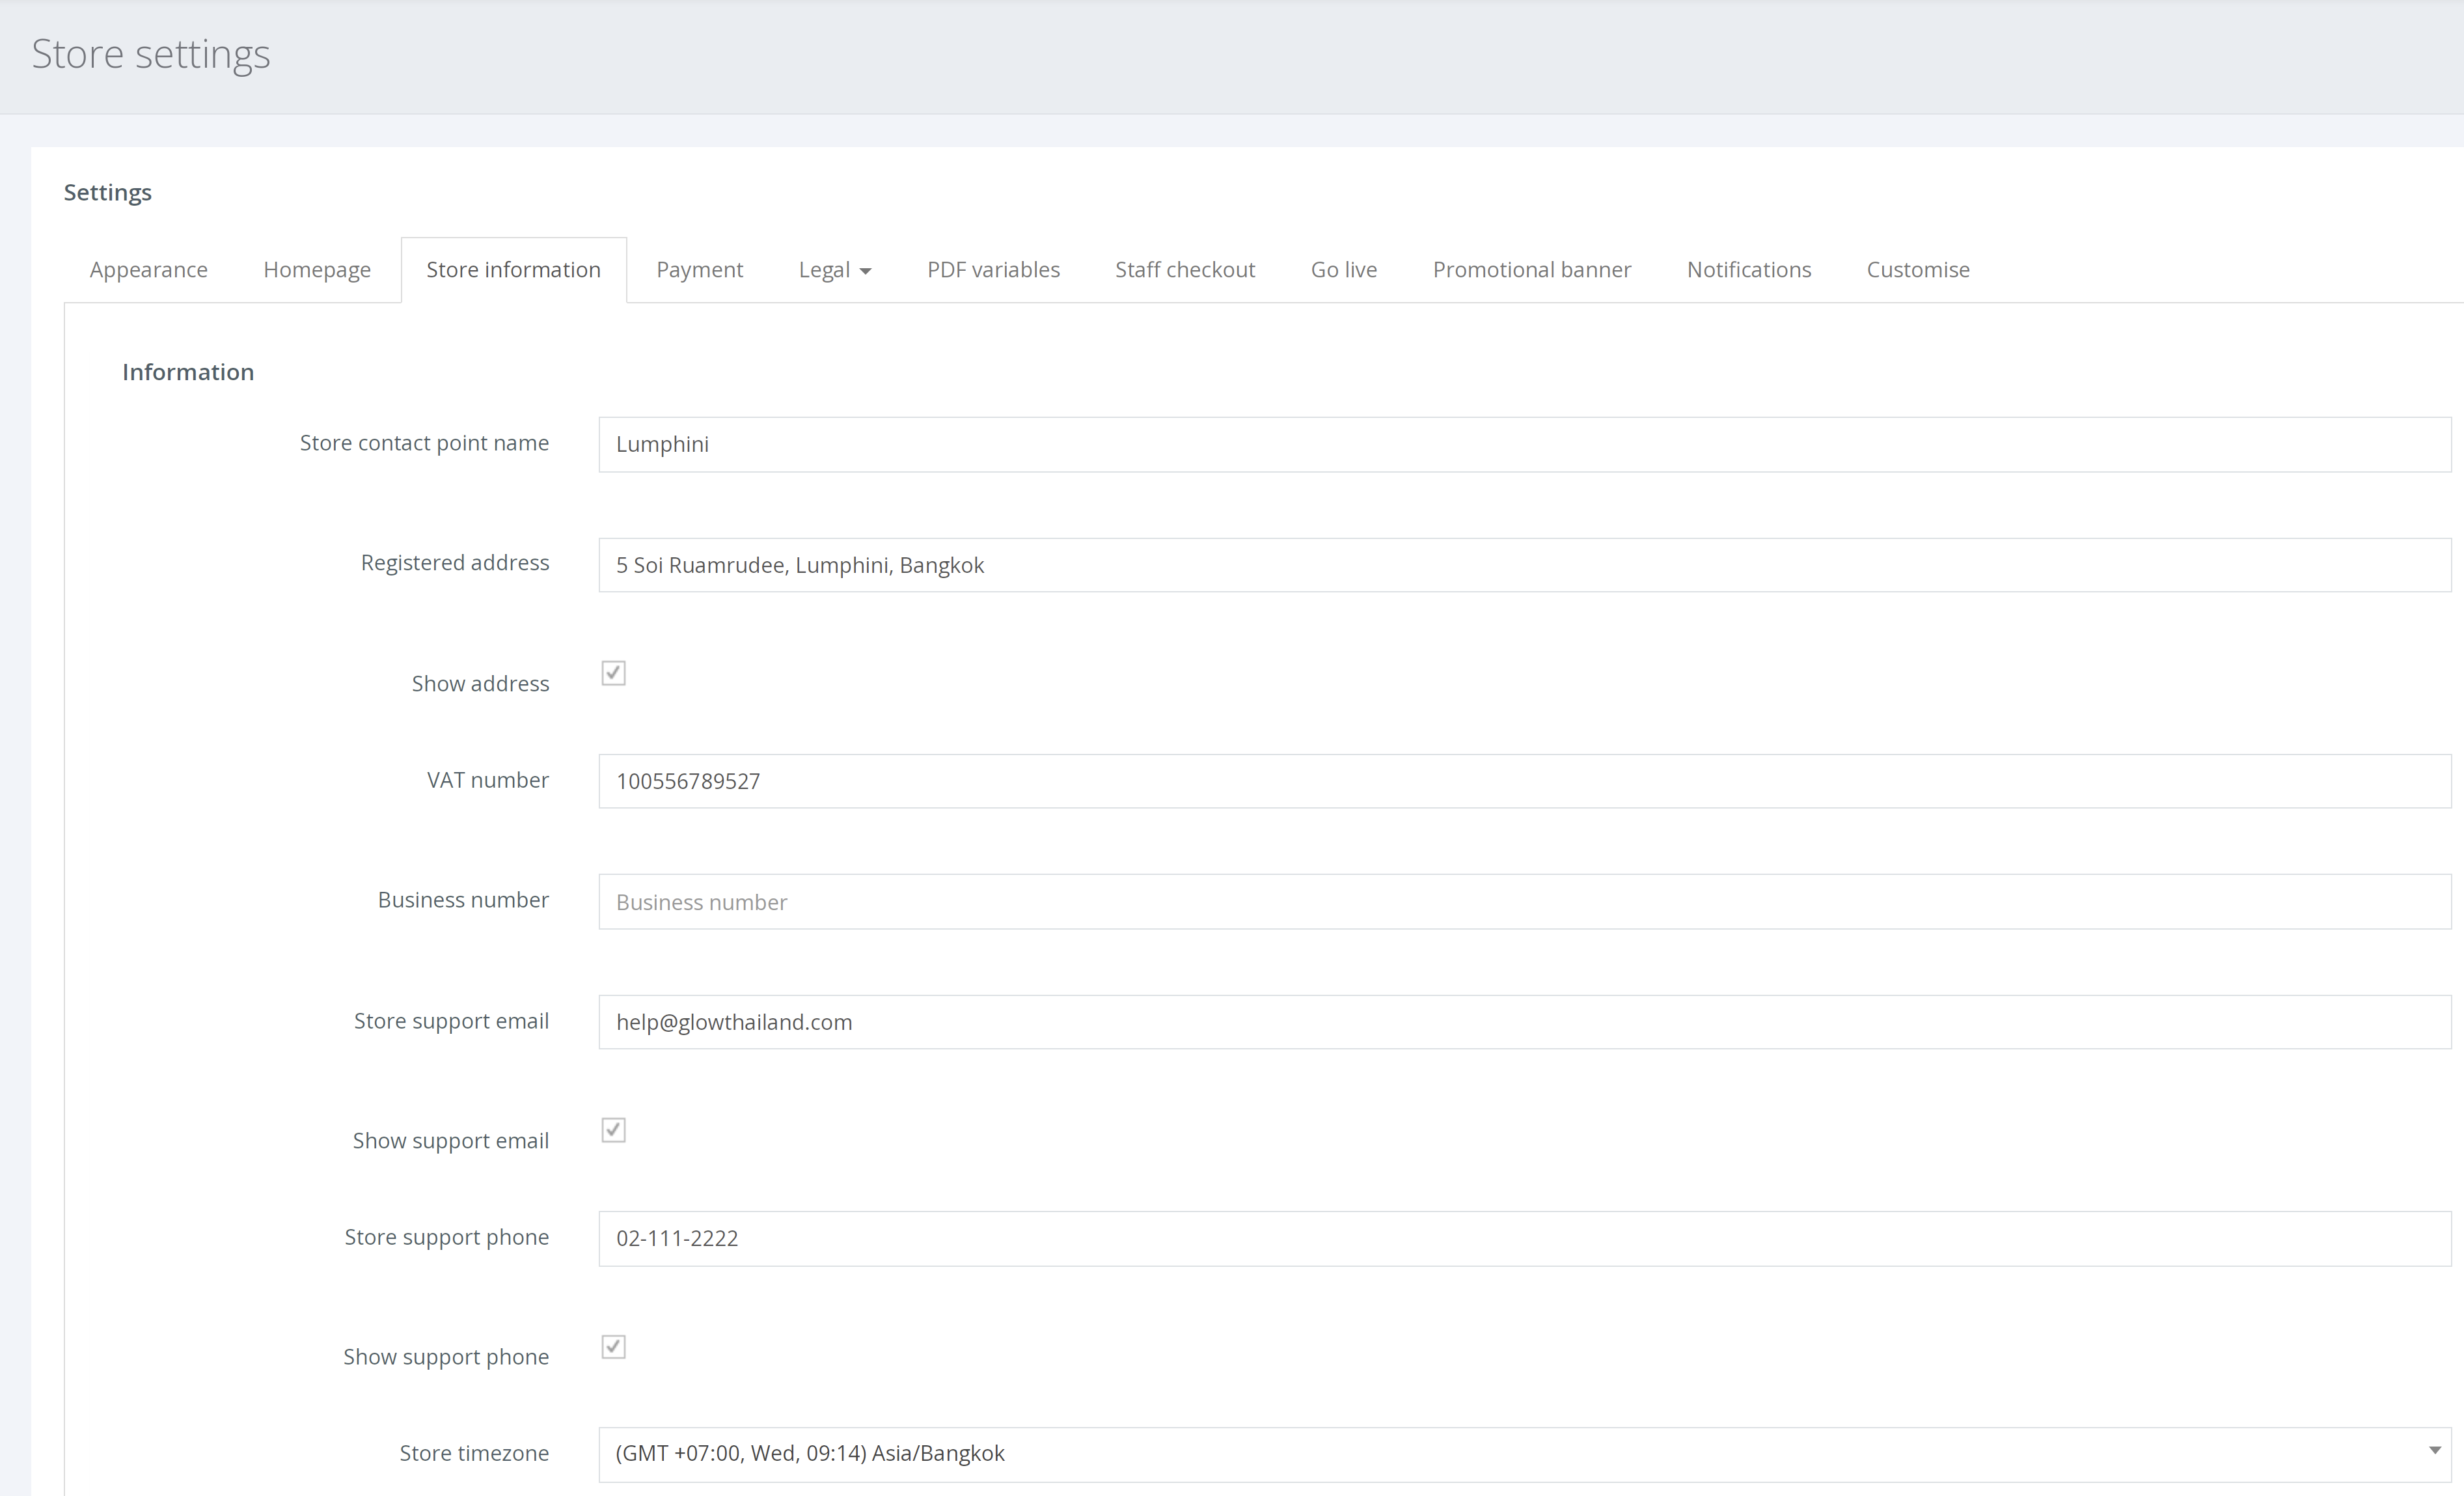 Store settings
Settings
Appearance Homepage Store information Payment Legal PDF variables Staff checkout Go live Promotional banner Notifications Customise
Information
Store contact point name Lumphini
Registered address 5 Soi Ruamrudee, Lumphini, Bangkok
Show address
VAT number 100556789527
Business number Business number
Store support email help@glowthailand.com
Show support email
Store support phone 02-111-2222
Show support phone
Store timezone (GMT +07:00, Wed, 09:14) Asia/Bangkok